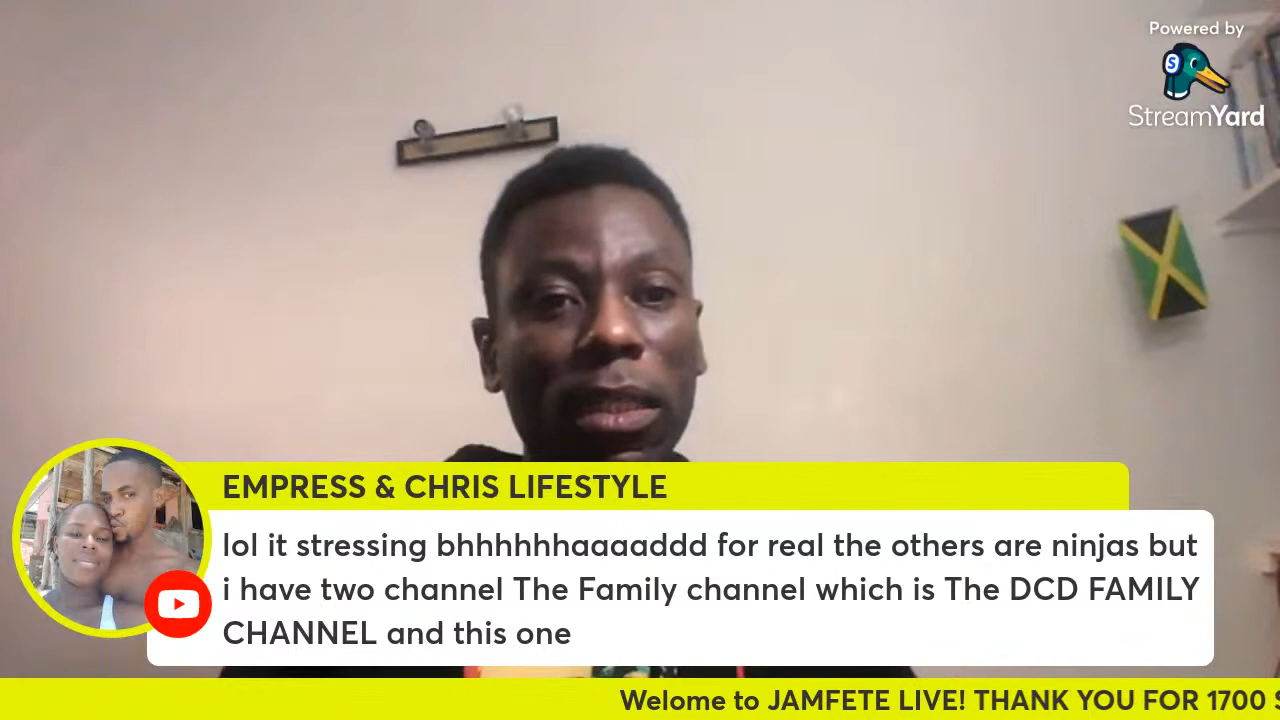 Powered by
S
StreamYard
EMPRESS & CHRIS LIFESTYLE
lol it stressing bhhhhhhaaaaddd for real the others are ninjas but
i have two channel The Family channel which is The DCD FAMILY
CHANNEL and this one
Welome to JAMFETE LIVE! THANK YOU FOR 1700 S